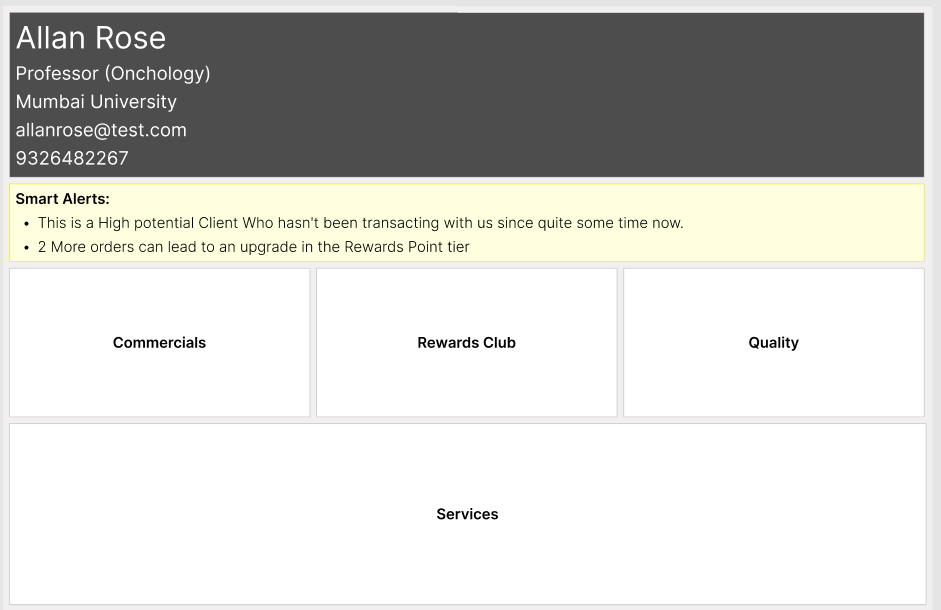 Allan Rose
Professor (Onchology)
Mumbai University
allanrose@test.com
9326482267
Smart Alerts:
• This is a High potential Client Who hasn't been transacting with us since quite some time now.
• 2 More orders can lead to an upgrade in the Rewards Point tier
Commercials
Rewards Club
Quality
Services